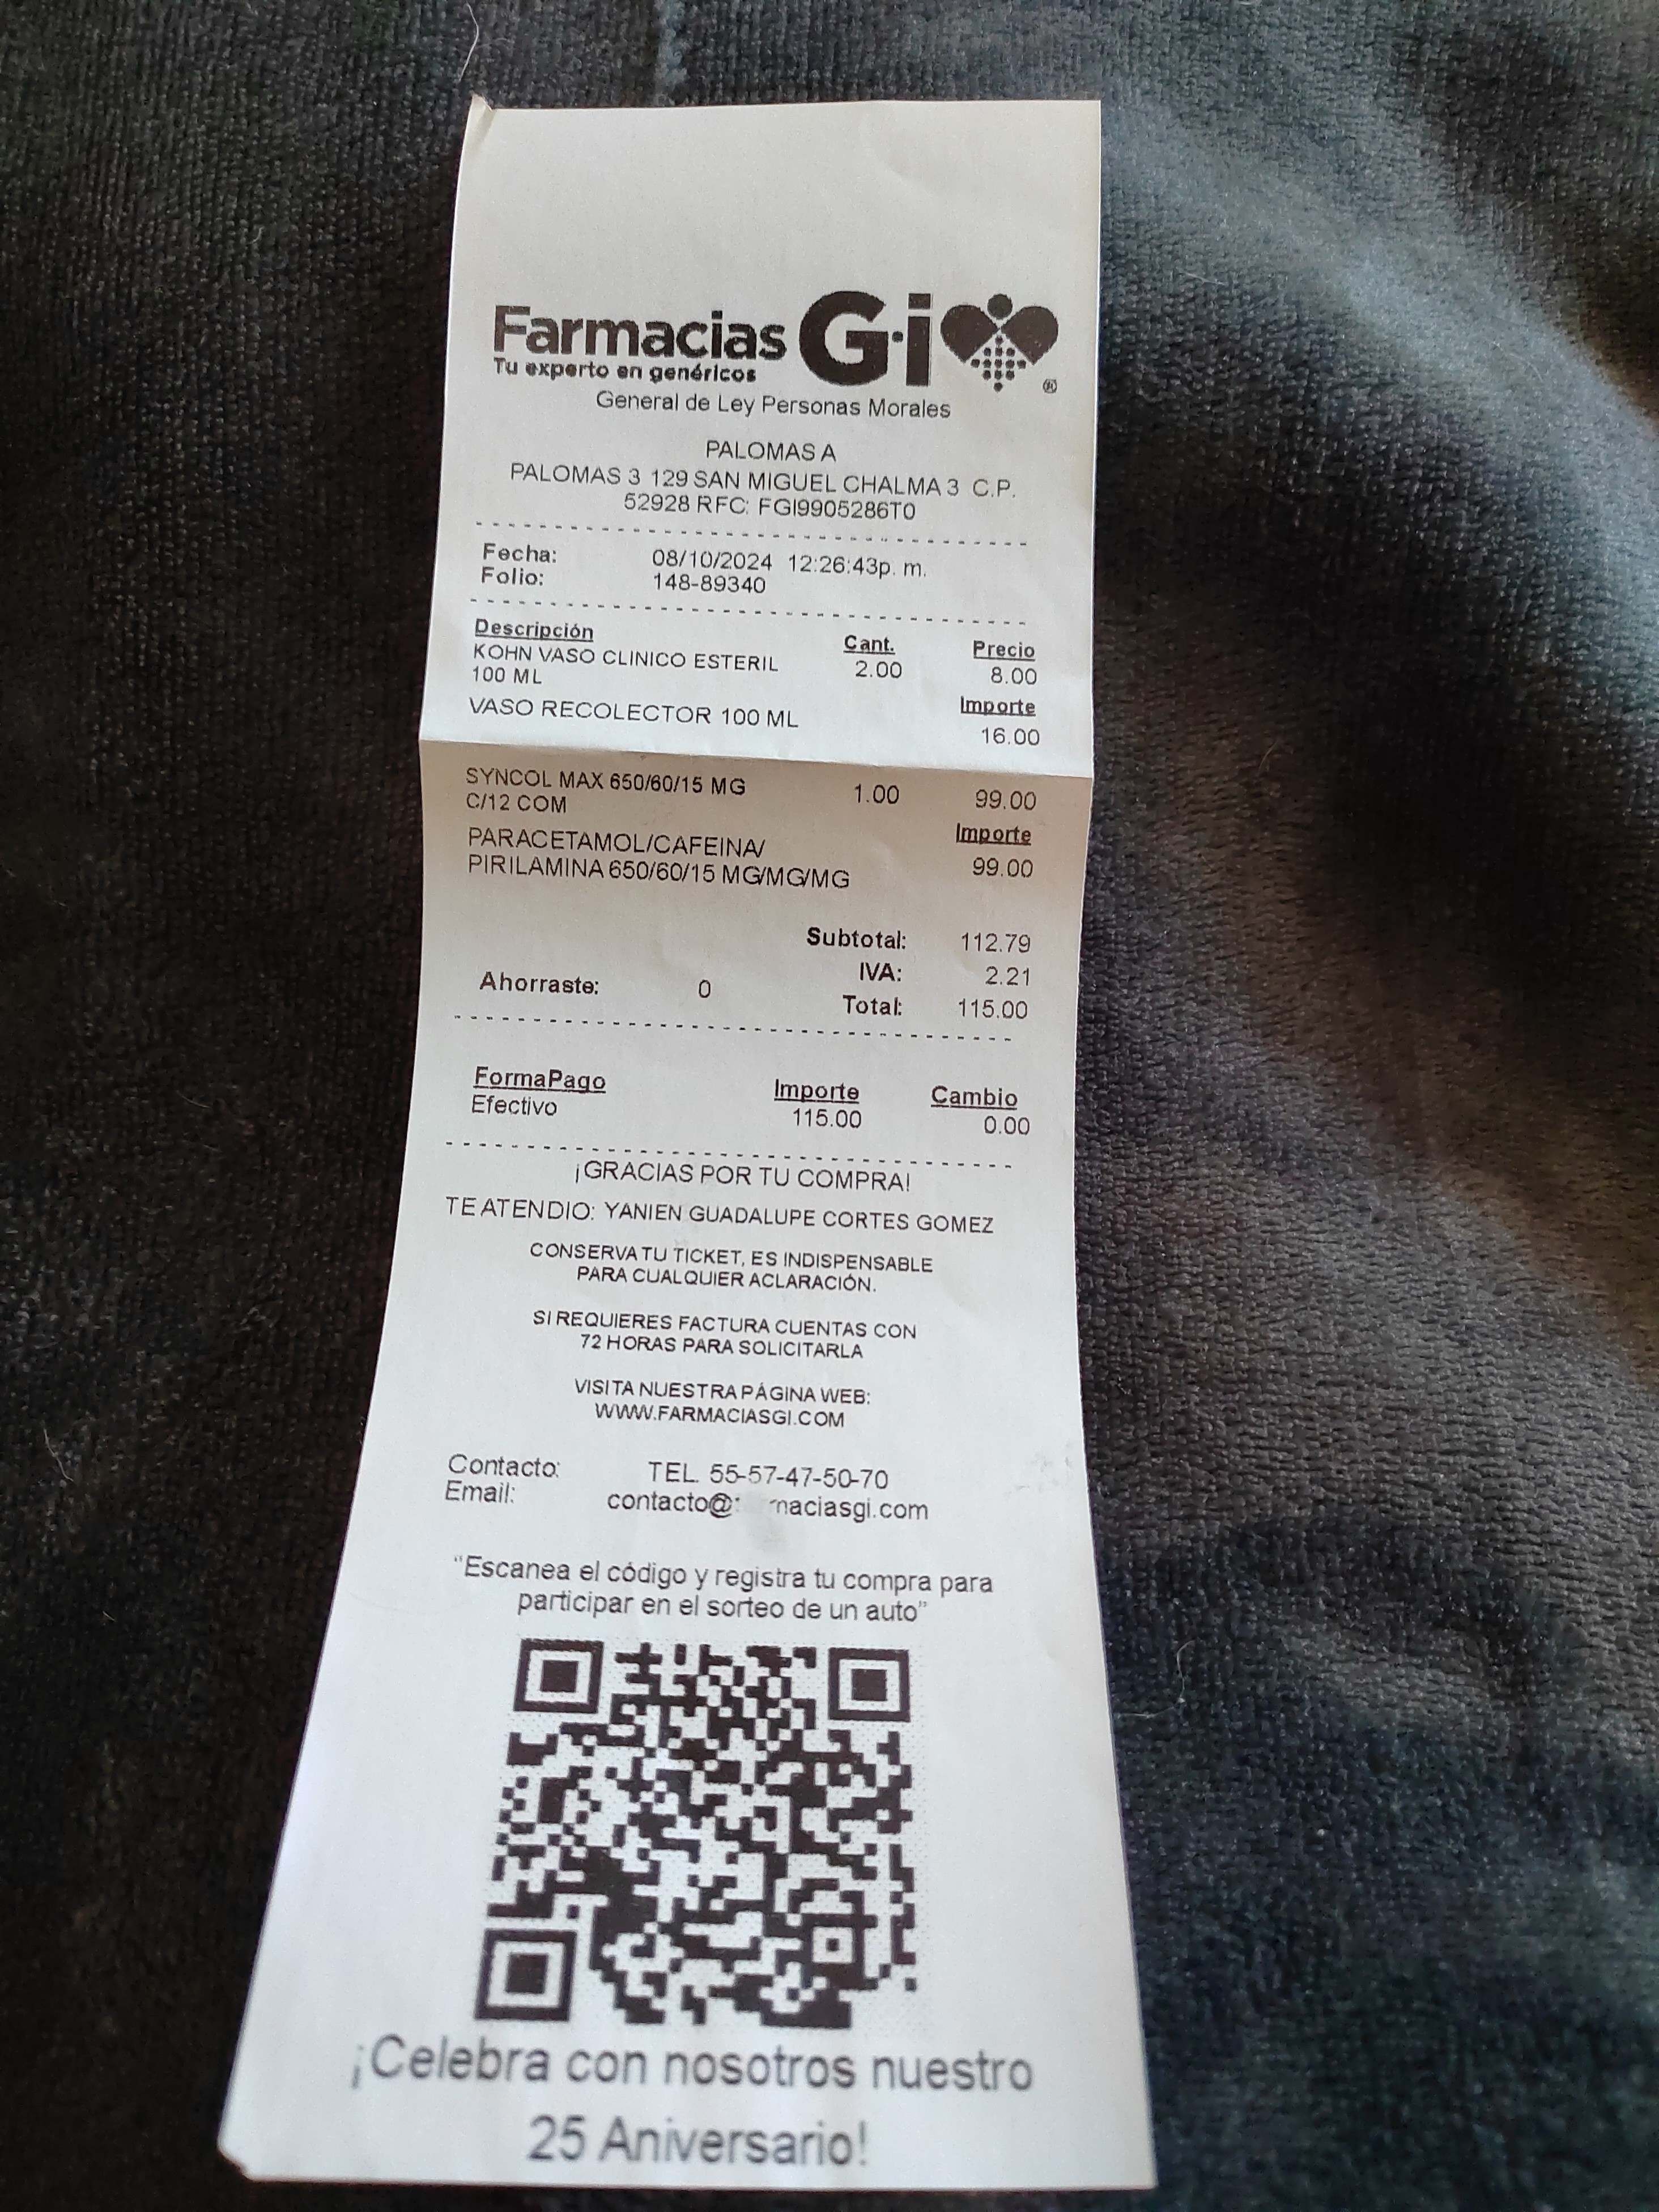 Farmacias G·i
Tu experto en genéricos
®
General de Ley Personas Morales
PALOMAS A
PALOMAS 3 129 SAN MIGUEL CHALMA 3 C.P.
52928 RFC: FGI9905286T0
Fecha: 08/10/2024 12:26:43p. m.
Folio: 148-89340
Descripción Cant. Precio
KOHN VASO CLINICO ESTERIL 2.00 8.00
100 ML Importe
VASO RECOLECTOR 100 ML 16.00
SYNCOL MAX 650/60/15 MG 1.00 99.00
C/12 COM Importe
PARACETAMOL/CAFEINA/ 99.00
PIRILAMINA 650/60/15 MG/MG/MG
Subtotal: 112.79
IVA: 2.21
Ahorraste: 0 Total: 115.00
FormaPago Importe Cambio
Efectivo 115.00 0.00
¡GRACIAS POR TU COMPRA!
TE ATENDIO: YANIEN GUADALUPE CORTES GOMEZ
CONSERVA TU TICKET, ES INDISPENSABLE
PARA CUALQUIER ACLARACIÓN.
SI REQUIERES FACTURA CUENTAS CON
72 HORAS PARA SOLICITARLA
VISITA NUESTRA PÁGINA WEB:
WWW.FARMACIASGI.COM
Contacto: TEL. 55-57-47-50-70
Email:
"Escanea el código y registra tu compra para
participar en el sorteo de un auto"
¡Celebra con nosotros nuestro
25 Aniversario!